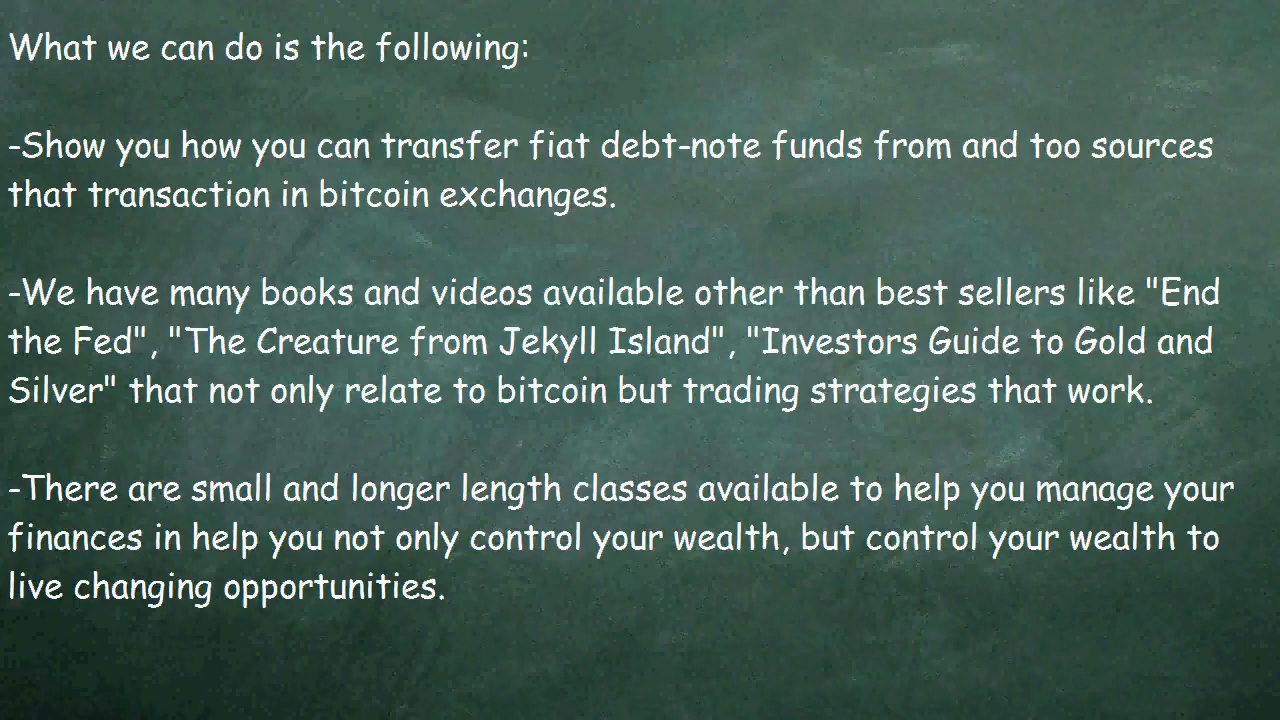 What we can do is the following:
-Show you how you can transfer fiat debt-note funds from and too sources
that transaction in bitcoin exchanges.
-We have many books and videos available other than best sellers like "End
the Fed", "The Creature from Jekyll Island", "Investors Guide to Gold and
Silver" that not only relate to bitcoin but trading strategies that work.
-There are small and longer length classes available to help you manage your
finances in help you not only control your wealth, but control your wealth to
live changing opportunities.